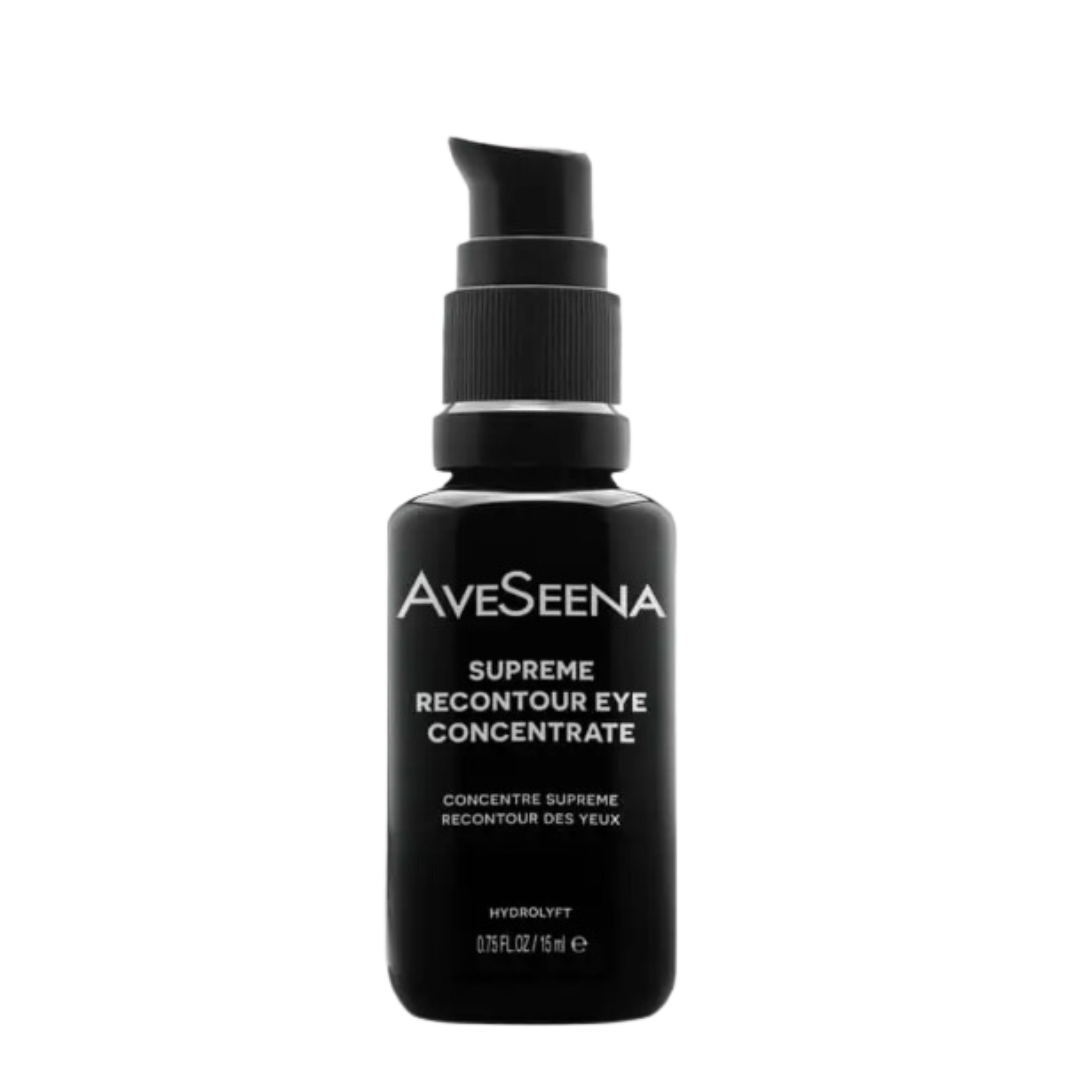 AVESEENA
SUPREME
RECONTOUR EYE
CONCENTRATE
CONCENTRE SUPREME
RECONTOUR DES YEUX
HYDROLYFT
0.75 FL.OZ / 15 ml ℮